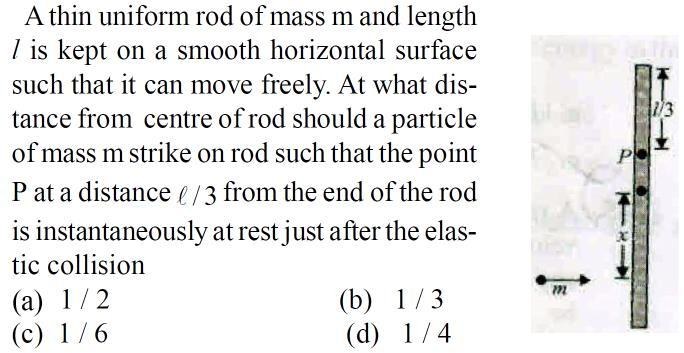 A thin uniform rod of mass m and length
l is kept on a smooth horizontal surface
such that it can move freely. At what dis-
tance from centre of rod should a particle
of mass m strike on rod such that the point
P at a distance ℓ/3 from the end of the rod
is instantaneously at rest just after the elas-
tic collision
(a) 1 / 2 (b) 1 / 3
(c) 1 / 6 (d) 1 / 4
l/3
P
x
m